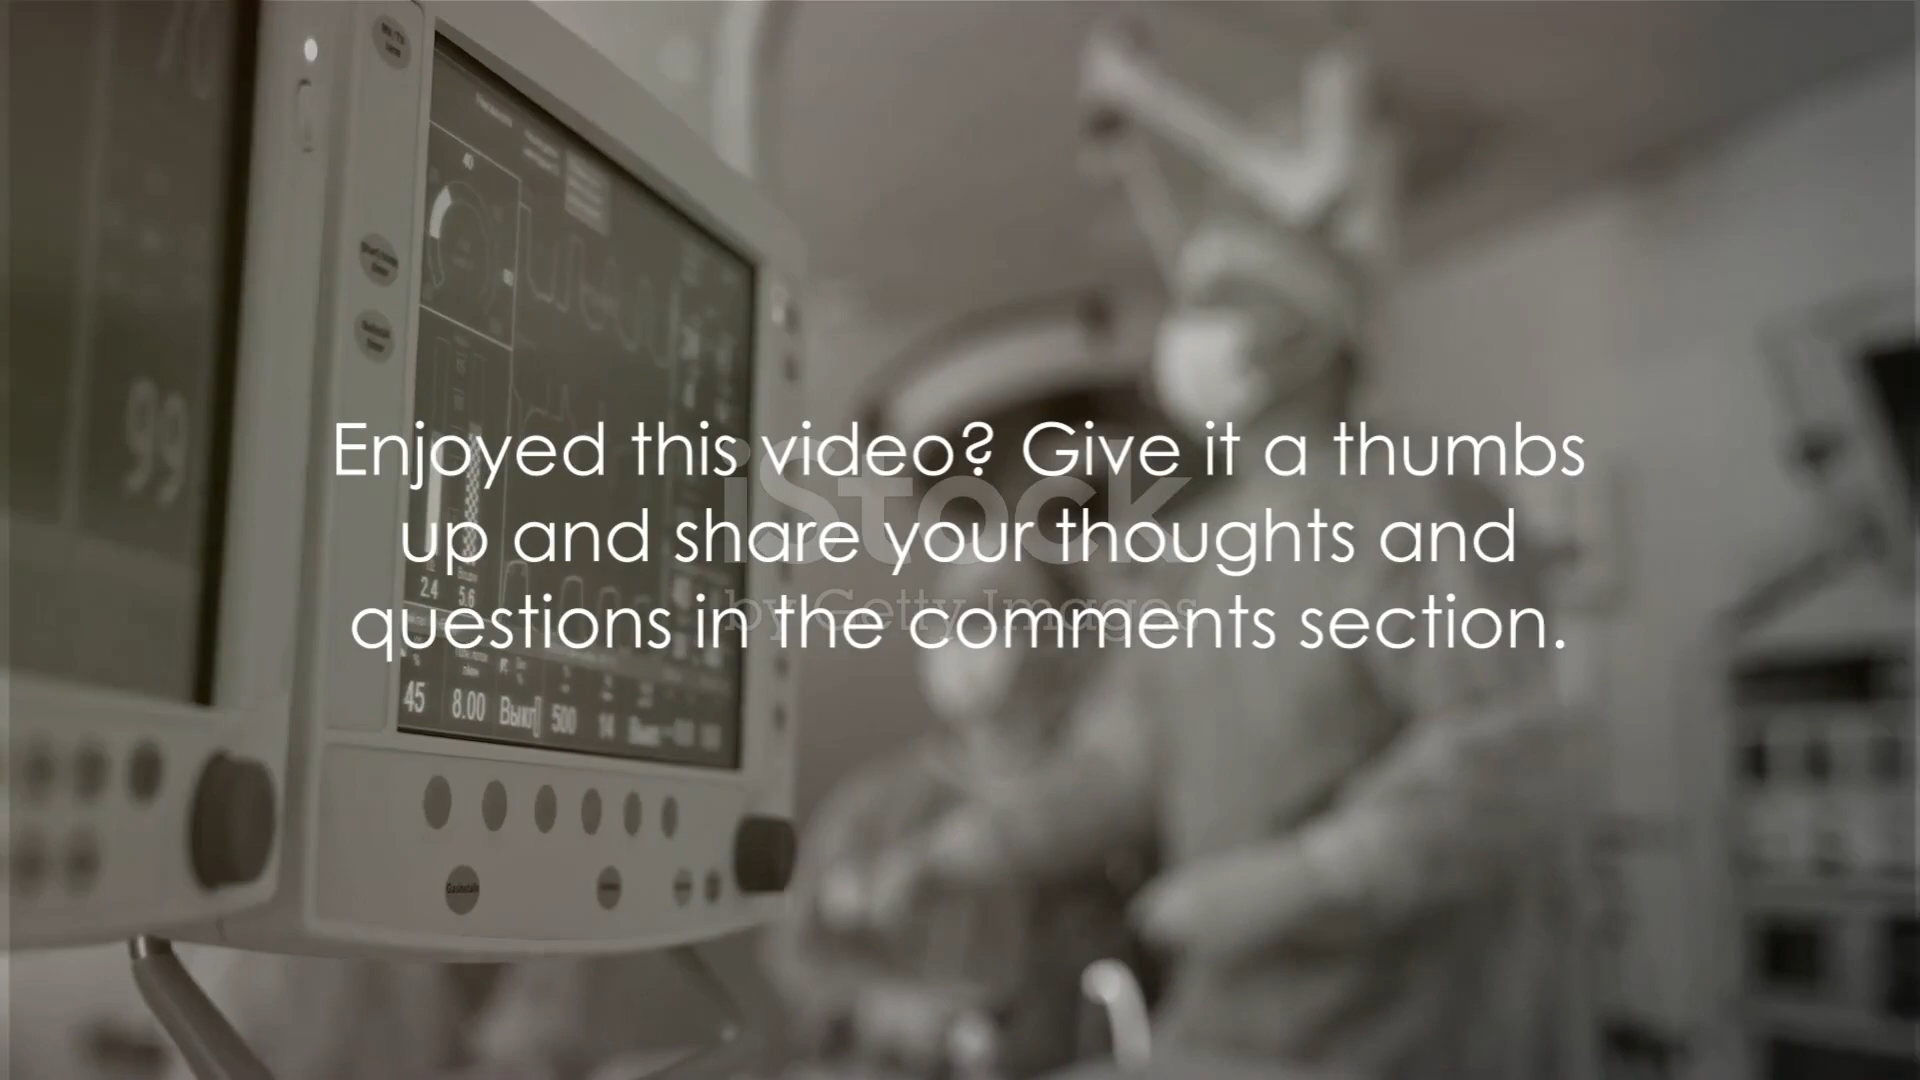 Enjoyed this video? Give it a thumbs
up and share your thoughts and
questions in the comments section.
iStock
by Getty Images
99
40
2.4 5.6
45 8.00 Выкл 500 14